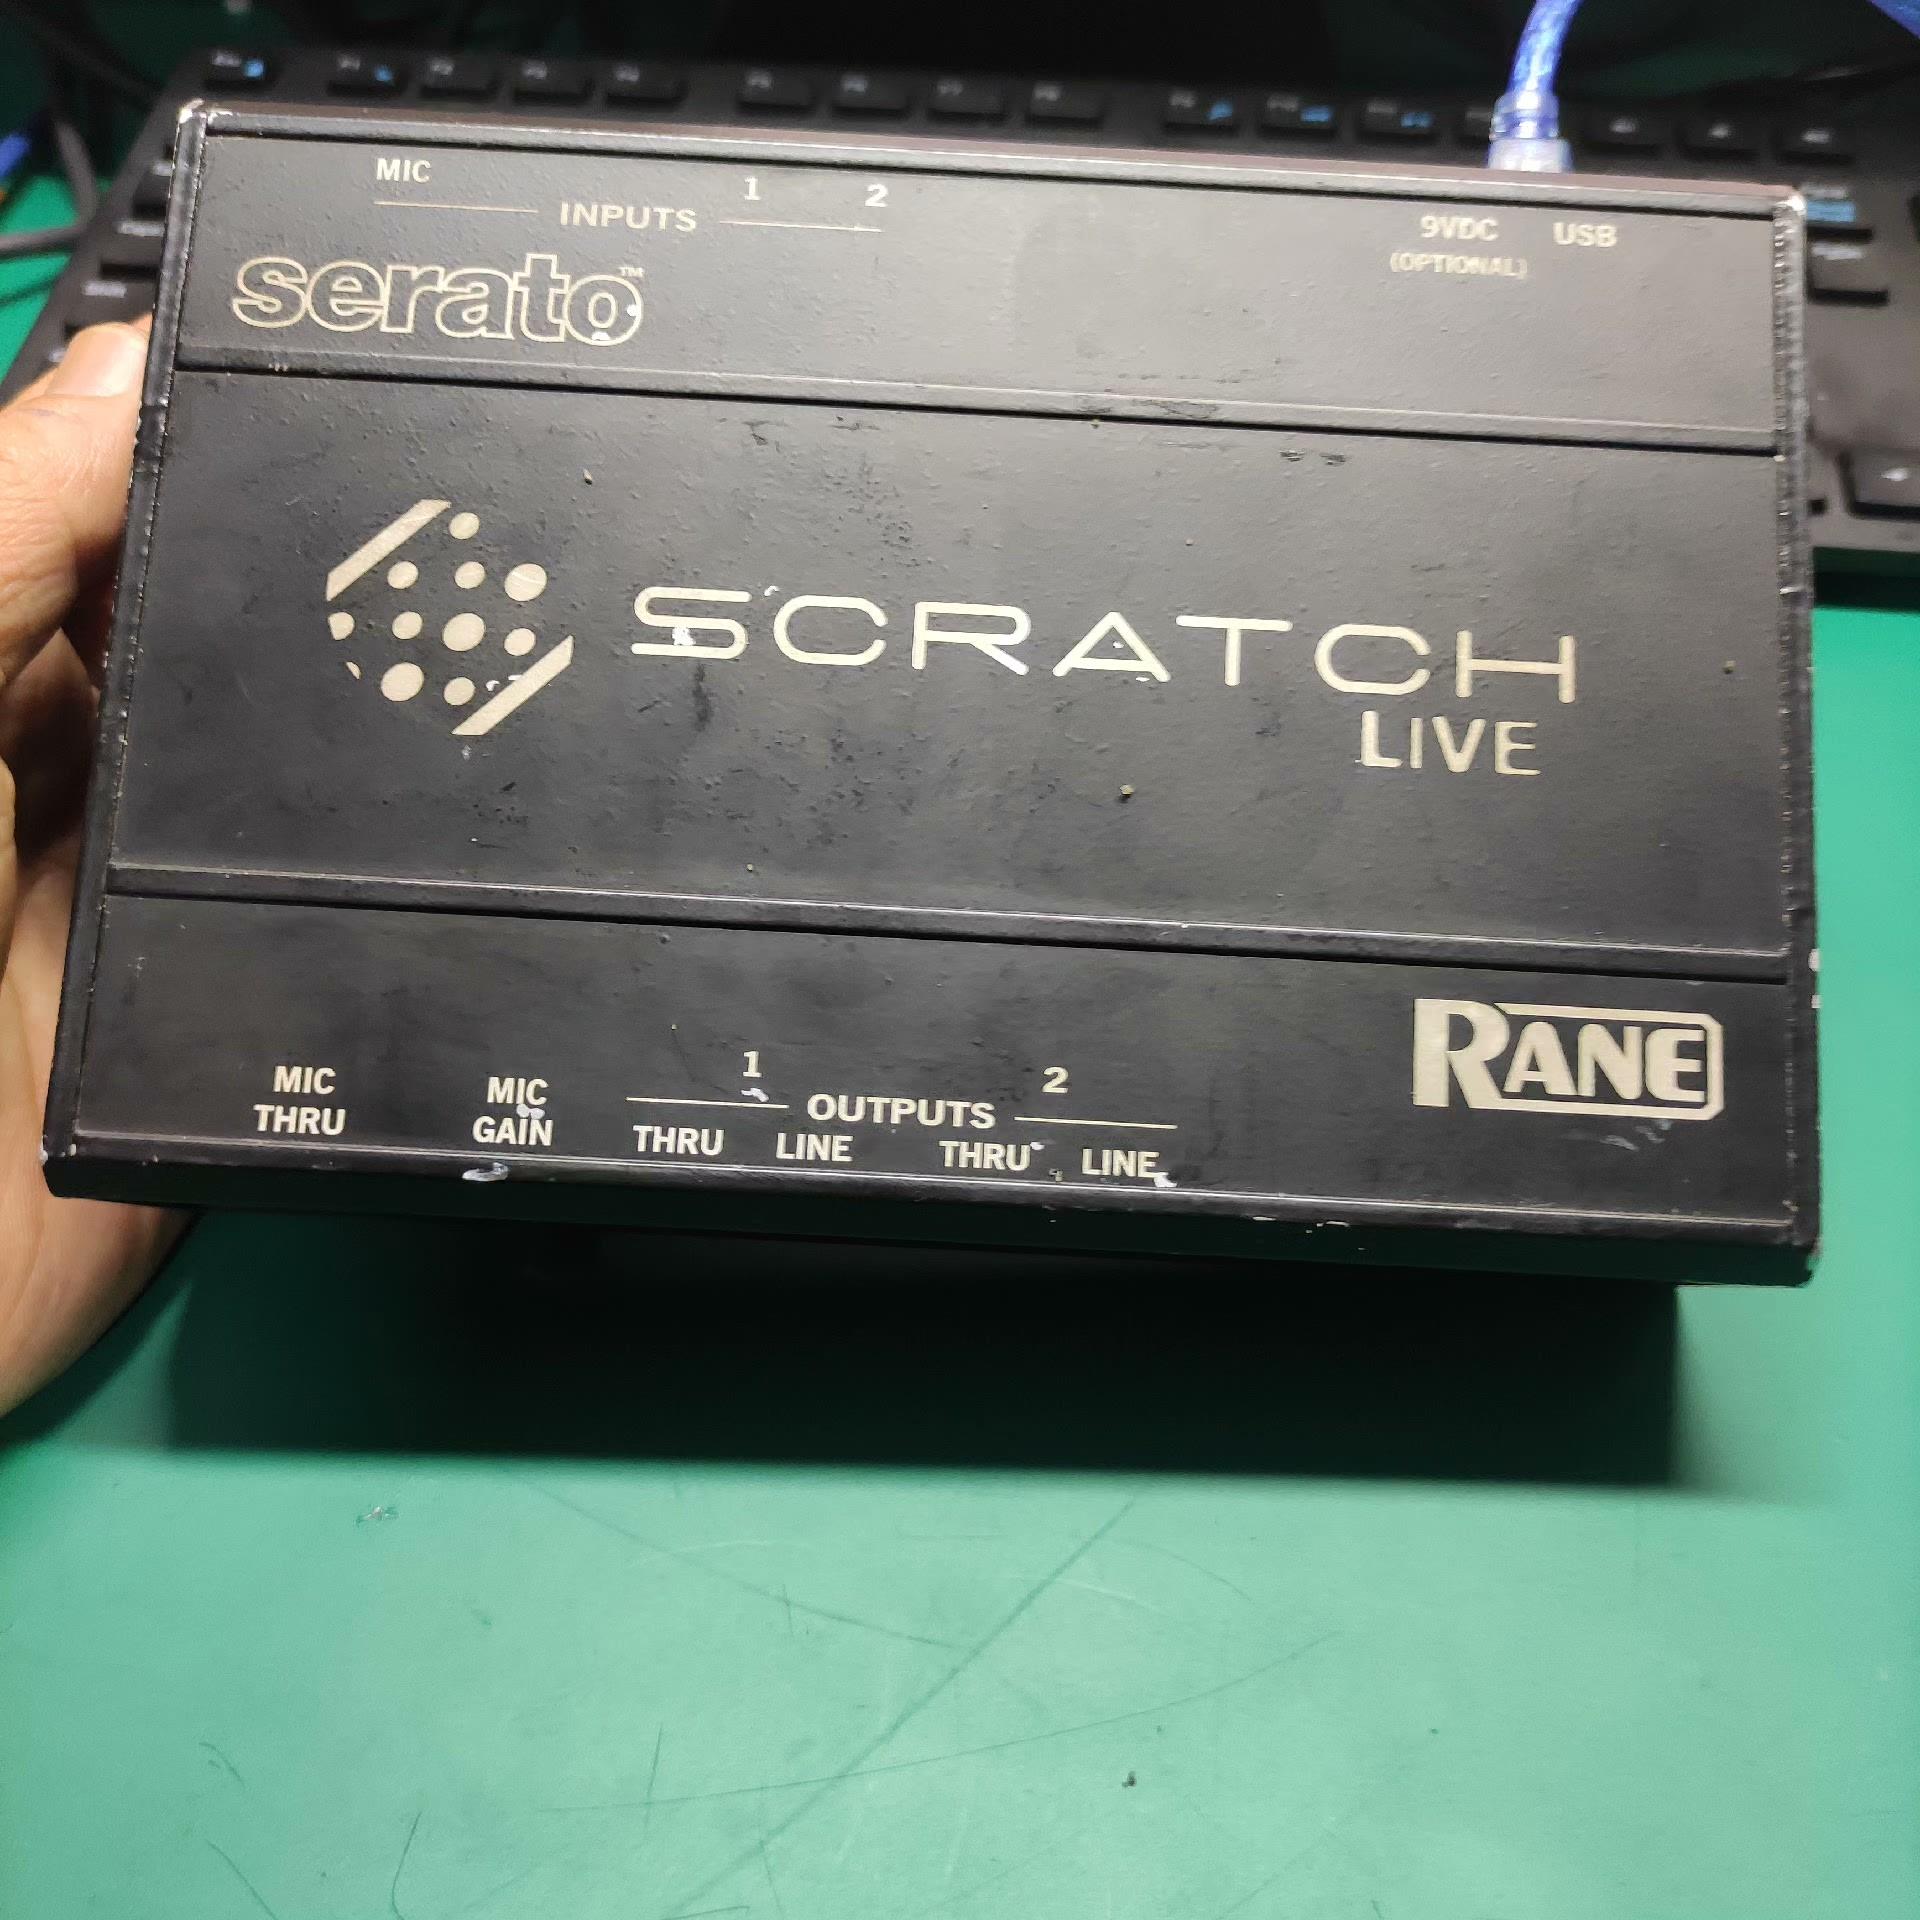 MIC 1 2
INPUTS
9VDC USB
(OPTIONAL)
serato™
SCRATCH
LIVE
RANE
MIC
THRU
MIC
GAIN
1 2
OUTPUTS
THRU LINE THRU LINE